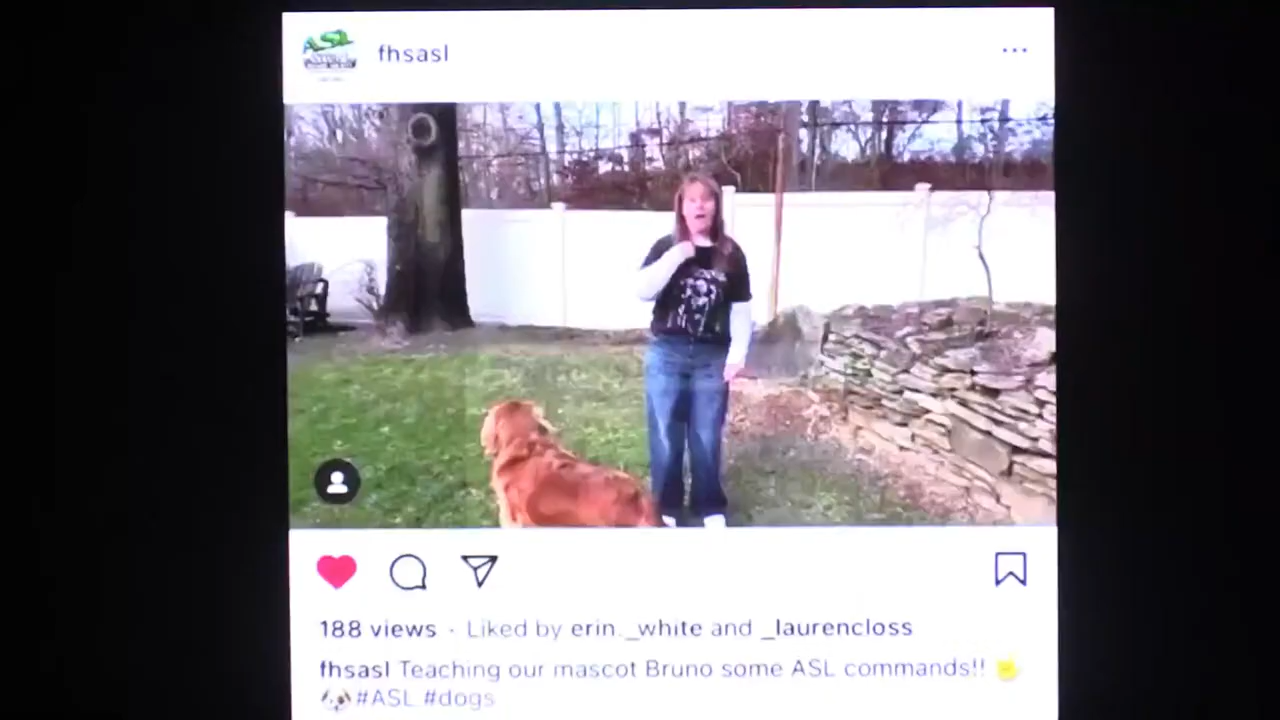 ASL
fhsasl
188 views - Liked by erin._white and _laurencloss
fhsasl Teaching our mascot Bruno some ASL commands!!
#ASL #dogs